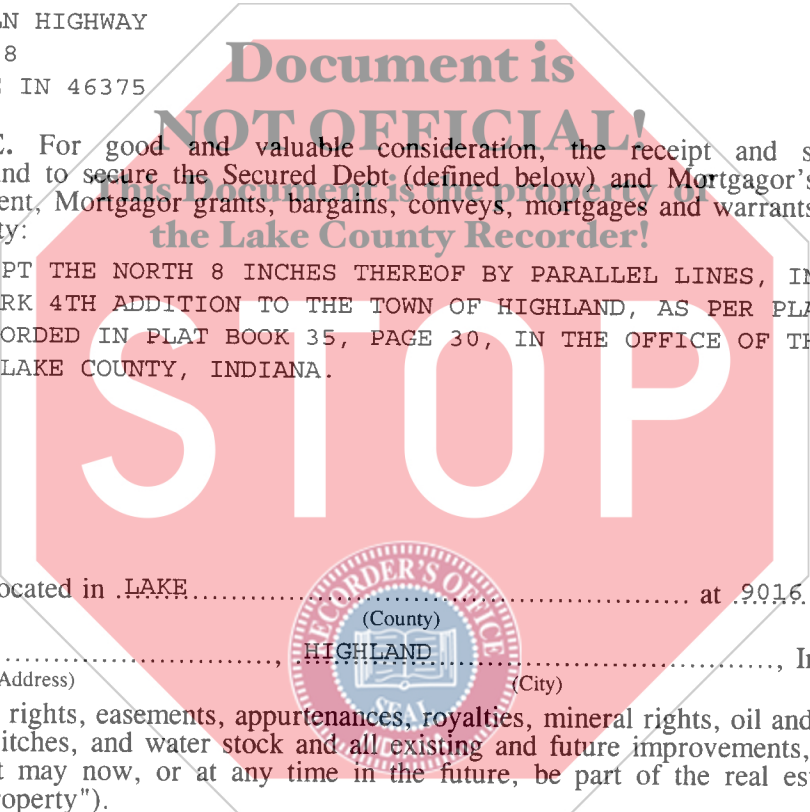 LN HIGHWAY
8
IN 46375
Document is
NOT OFFICIAL!
This Document is the property of
the Lake County Recorder!
E. For good and valuable consideration, the receipt and s
and to secure the Secured Debt (defined below) and Mortgagor's
ent, Mortgagor grants, bargains, conveys, mortgages and warrants
ty:
PT THE NORTH 8 INCHES THEREOF BY PARALLEL LINES, IN
RK 4TH ADDITION TO THE TOWN OF HIGHLAND, AS PER PLA
ORDED IN PLAT BOOK 35, PAGE 30, IN THE OFFICE OF TH
LAKE COUNTY, INDIANA.
STOP
RECORDER'S OFFICE
SEAL
INDIANA
ocated in LAKE at 9016
(County)
, HIGHLAND , In
Address) (City)
rights, easements, appurtenances, royalties, mineral rights, oil and
itches, and water stock and all existing and future improvements,
t may now, or at any time in the future, be part of the real est
roperty").